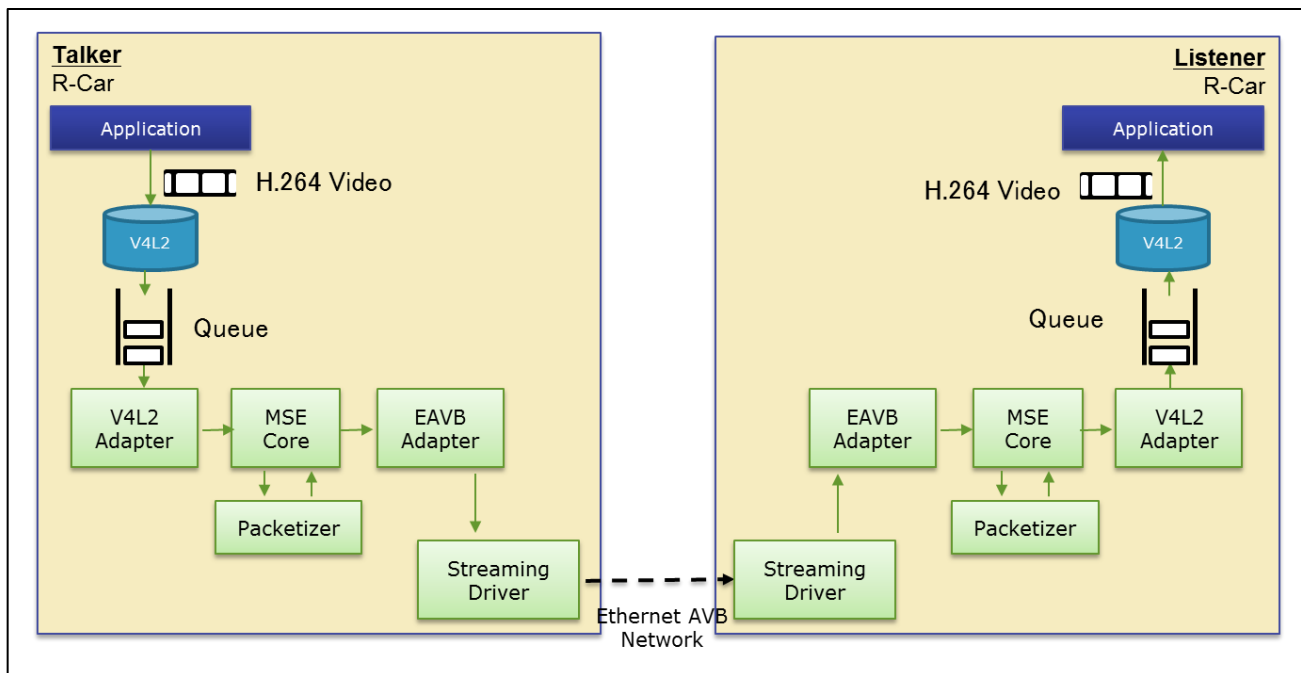 Talker
R-Car
Application
H.264 Video
V4L2
Queue
V4L2
Adapter
MSE
Core
EAVB
Adapter
Packetizer
Streaming
Driver
Ethernet AVB
Network
Listener
R-Car
Application
H.264 Video
V4L2
Queue
EAVB
Adapter
MSE
Core
V4L2
Adapter
Packetizer
Streaming
Driver